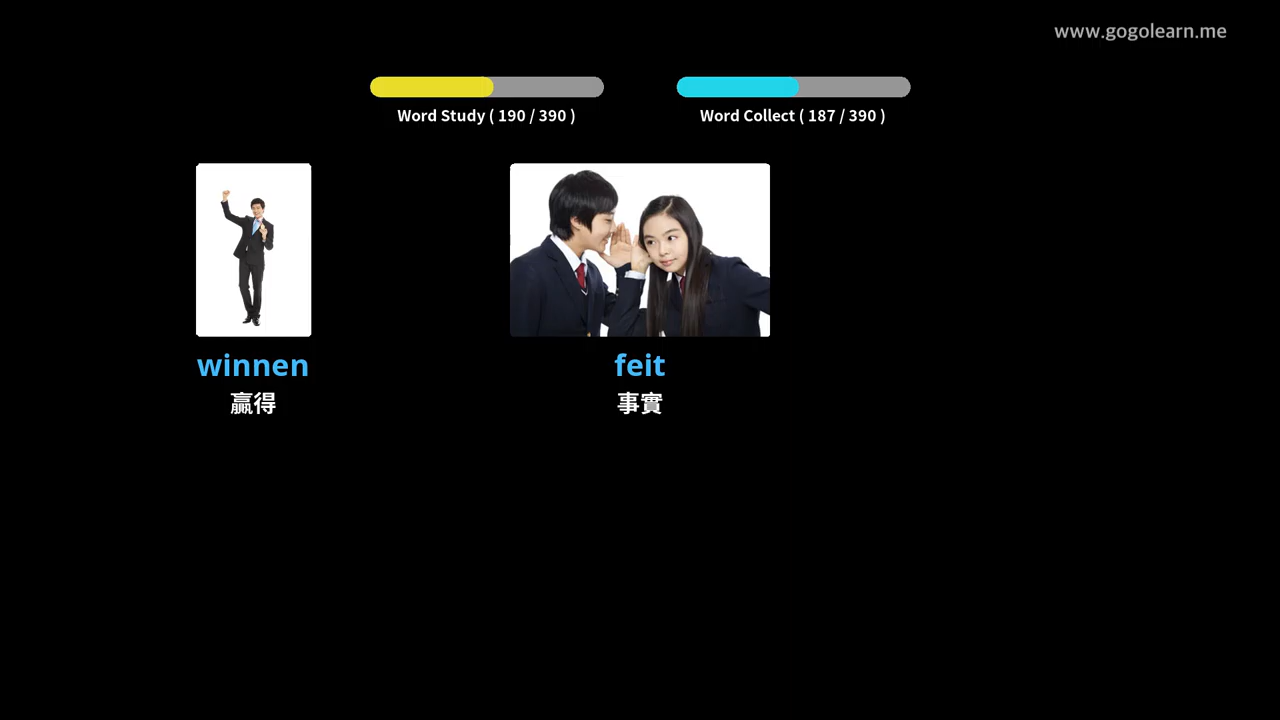 www.gogolearn.me
Word Study ( 190 / 390 )
Word Collect ( 187 / 390 )
winnen
feit
贏得
事實